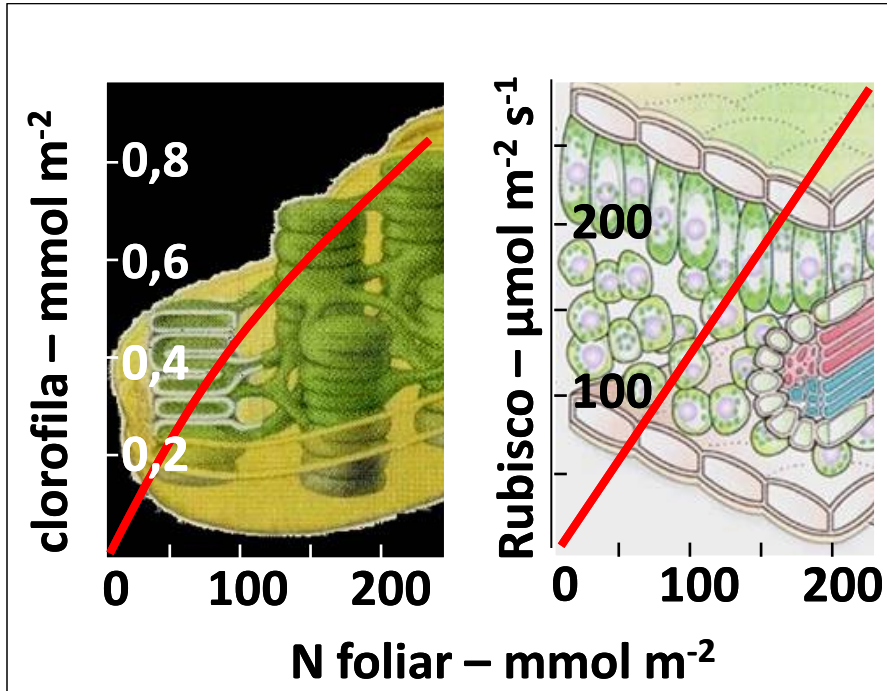 clorofila – mmol m⁻²
0,8
0,6
0,4
0,2
0 100 200
Rubisco – µmol m⁻² s⁻¹
200
100
0 100 200
N foliar – mmol m⁻²